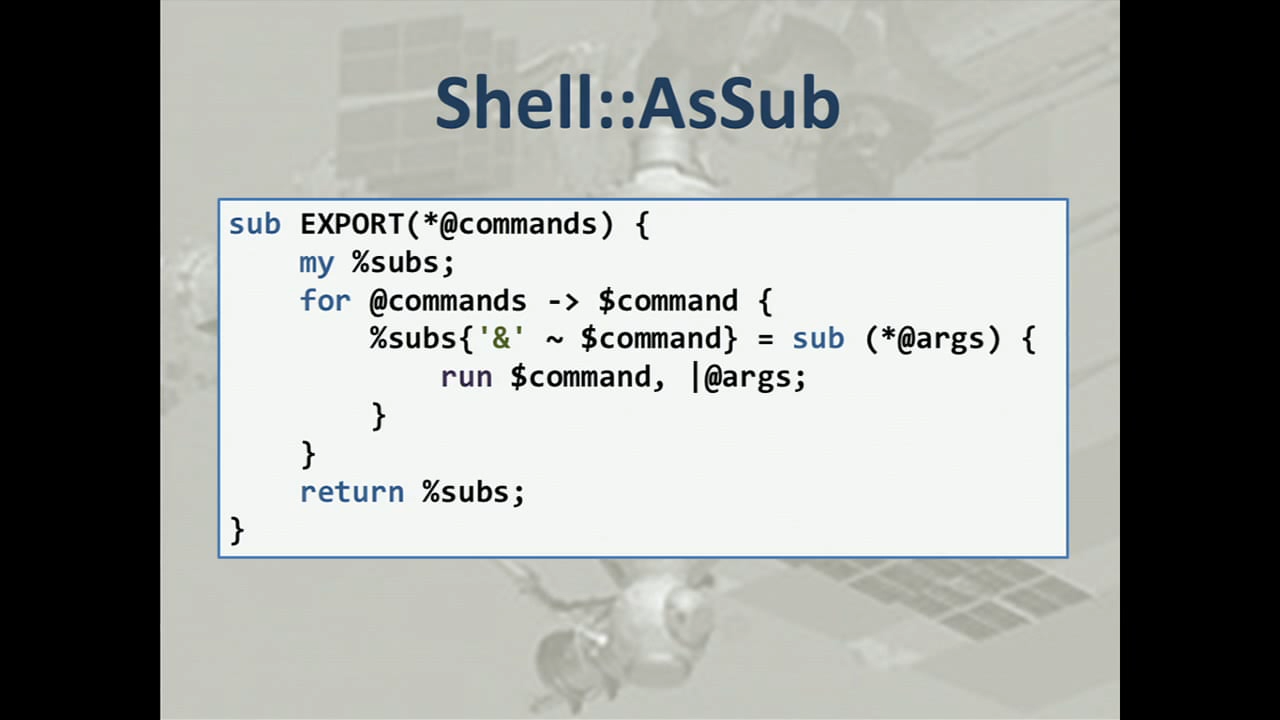 Shell::AsSub
sub EXPORT(*@commands) {
    my %subs;
    for @commands -> $command {
        %subs{'&' ~ $command} = sub (*@args) {
            run $command, |@args;
        }
    }
    return %subs;
}